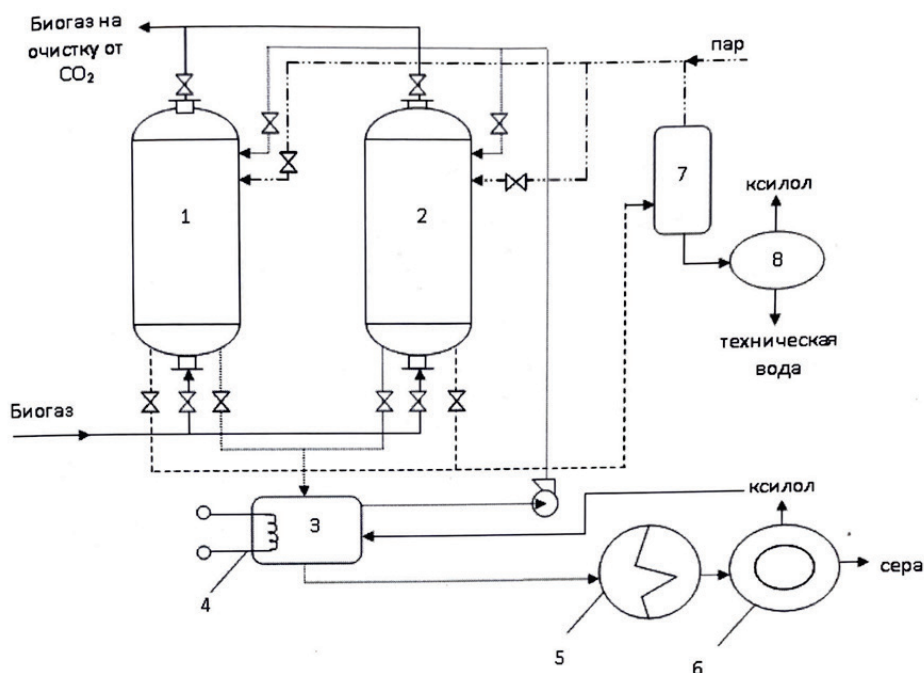 Биогаз на
очистку от
CO₂
пар
1
2
7
ксилол
8
техническая
вода
Биогаз
3
ксилол
4
сера
5
6